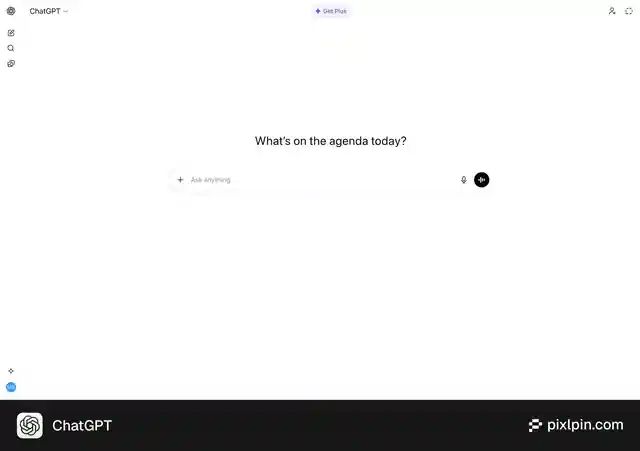 ChatGPT
Get Plus
What's on the agenda today?
Ask anything
ChatGPT
pixlpin.com